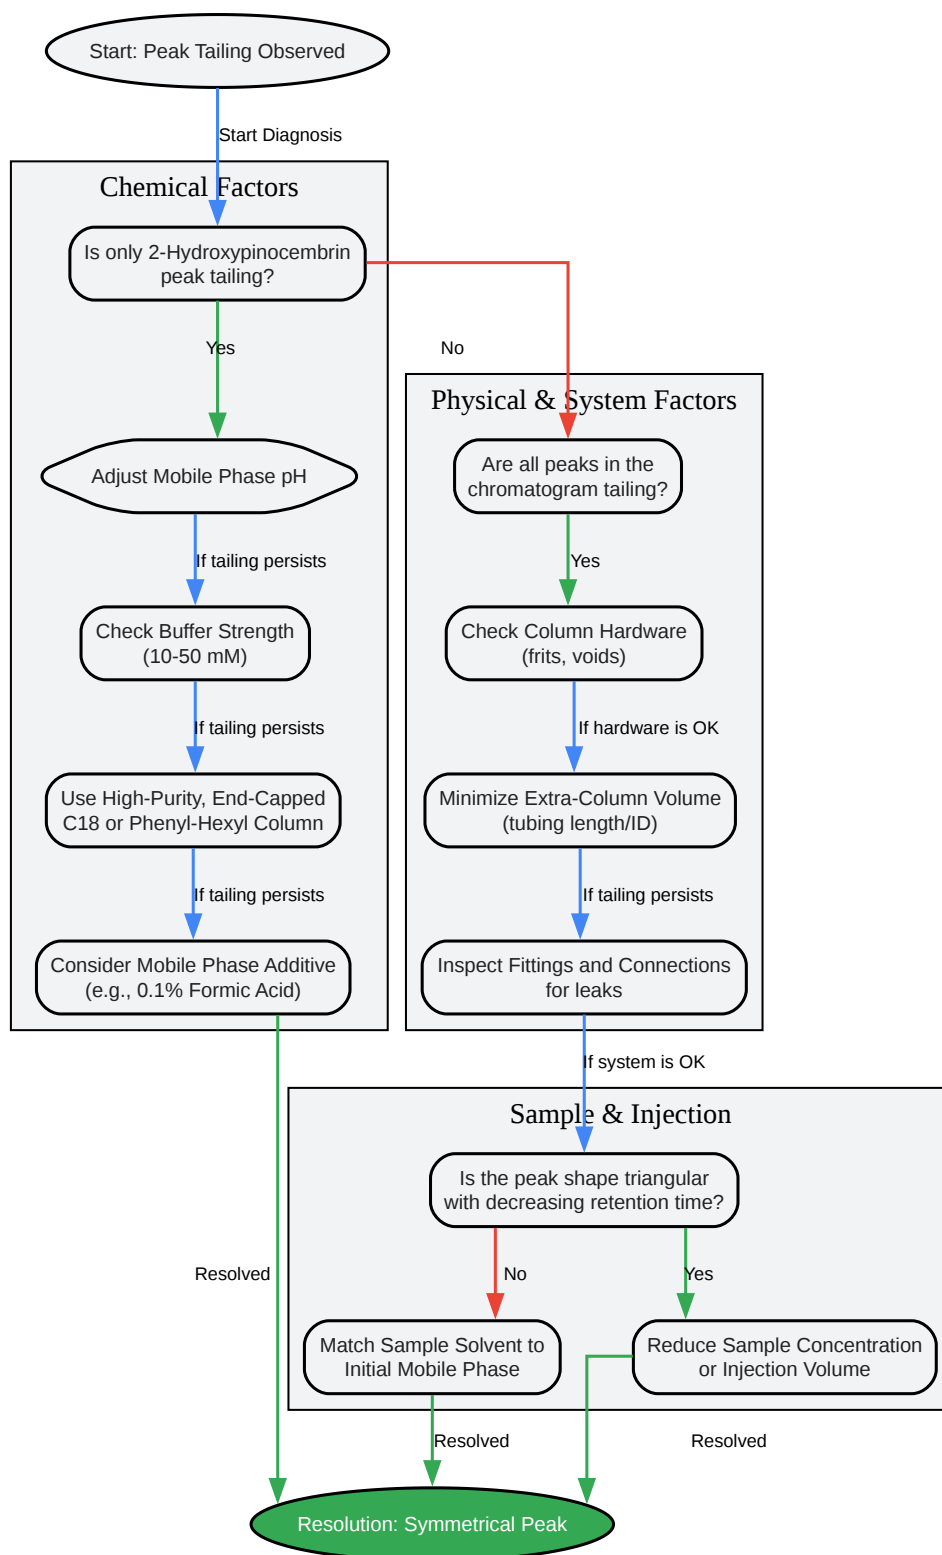 Start: Peak Tailing Observed
Start Diagnosis
Chemical Factors
Is only 2-Hydroxypinocembrin
peak tailing?
Yes
No
Adjust Mobile Phase pH
If tailing persists
Check Buffer Strength
(10-50 mM)
If tailing persists
Use High-Purity, End-Capped
C18 or Phenyl-Hexyl Column
If tailing persists
Consider Mobile Phase Additive
(e.g., 0.1% Formic Acid)
Resolved
Physical & System Factors
Are all peaks in the
chromatogram tailing?
Yes
Check Column Hardware
(frits, voids)
If hardware is OK
Minimize Extra-Column Volume
(tubing length/ID)
If tailing persists
Inspect Fittings and Connections
for leaks
If system is OK
Sample & Injection
Is the peak shape triangular
with decreasing retention time?
No
Yes
Match Sample Solvent to
Initial Mobile Phase
Reduce Sample Concentration
or Injection Volume
Resolved
Resolved
Resolution: Symmetrical Peak